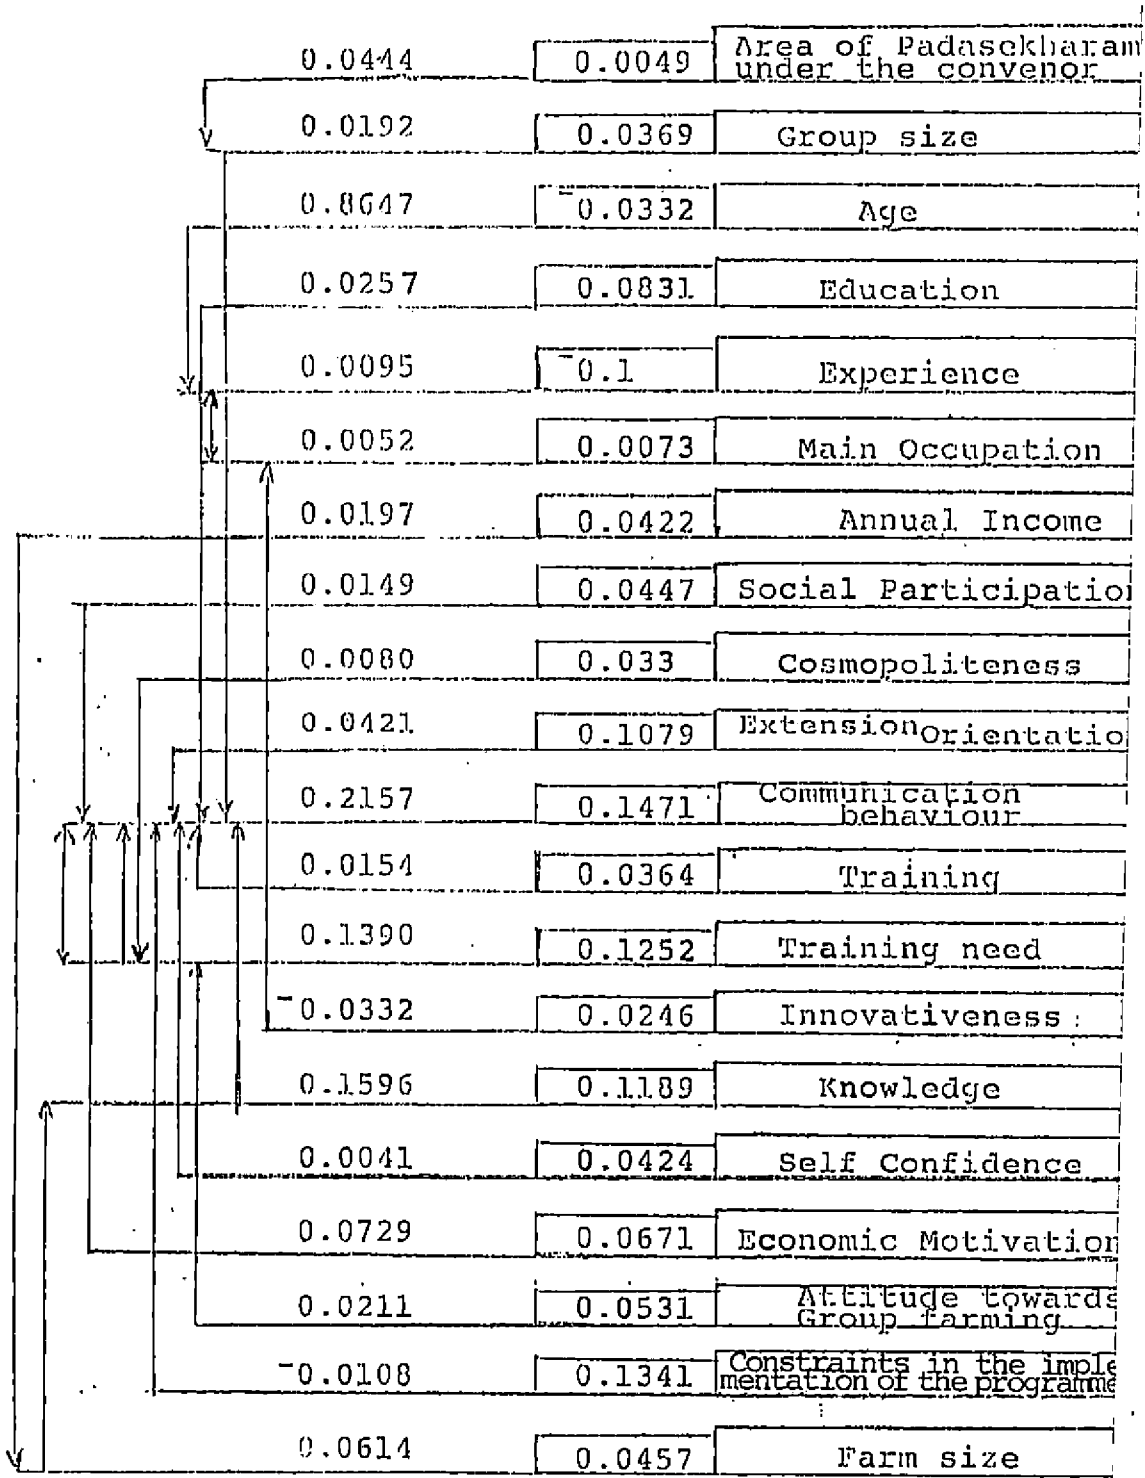 0.0444 0.0049 Area of Padasekharam
under the convenor
0.0192 0.0369 Group size
0.8647 -0.0332 Age
0.0257 0.0831 Education
0.0095 -0.1 Experience
0.0052 0.0073 Main Occupation
0.0197 0.0422 Annual Income
0.0149 0.0447 Social Participatio
0.0080 0.033 Cosmopoliteness
0.0421 0.1079 Extension Orientatio
0.2157 0.1471 Communication
behaviour
0.0154 0.0364 Training
0.1390 0.1252 Training need
-0.0332 0.0246 Innovativeness
0.1596 0.1189 Knowledge
0.0041 0.0424 Self Confidence
0.0729 0.0671 Economic Motivation
0.0211 0.0531 Attitude towards
Group farming
-0.0108 0.1341 Constraints in the imple
mentation of the programme
0.0614 0.0457 Farm size